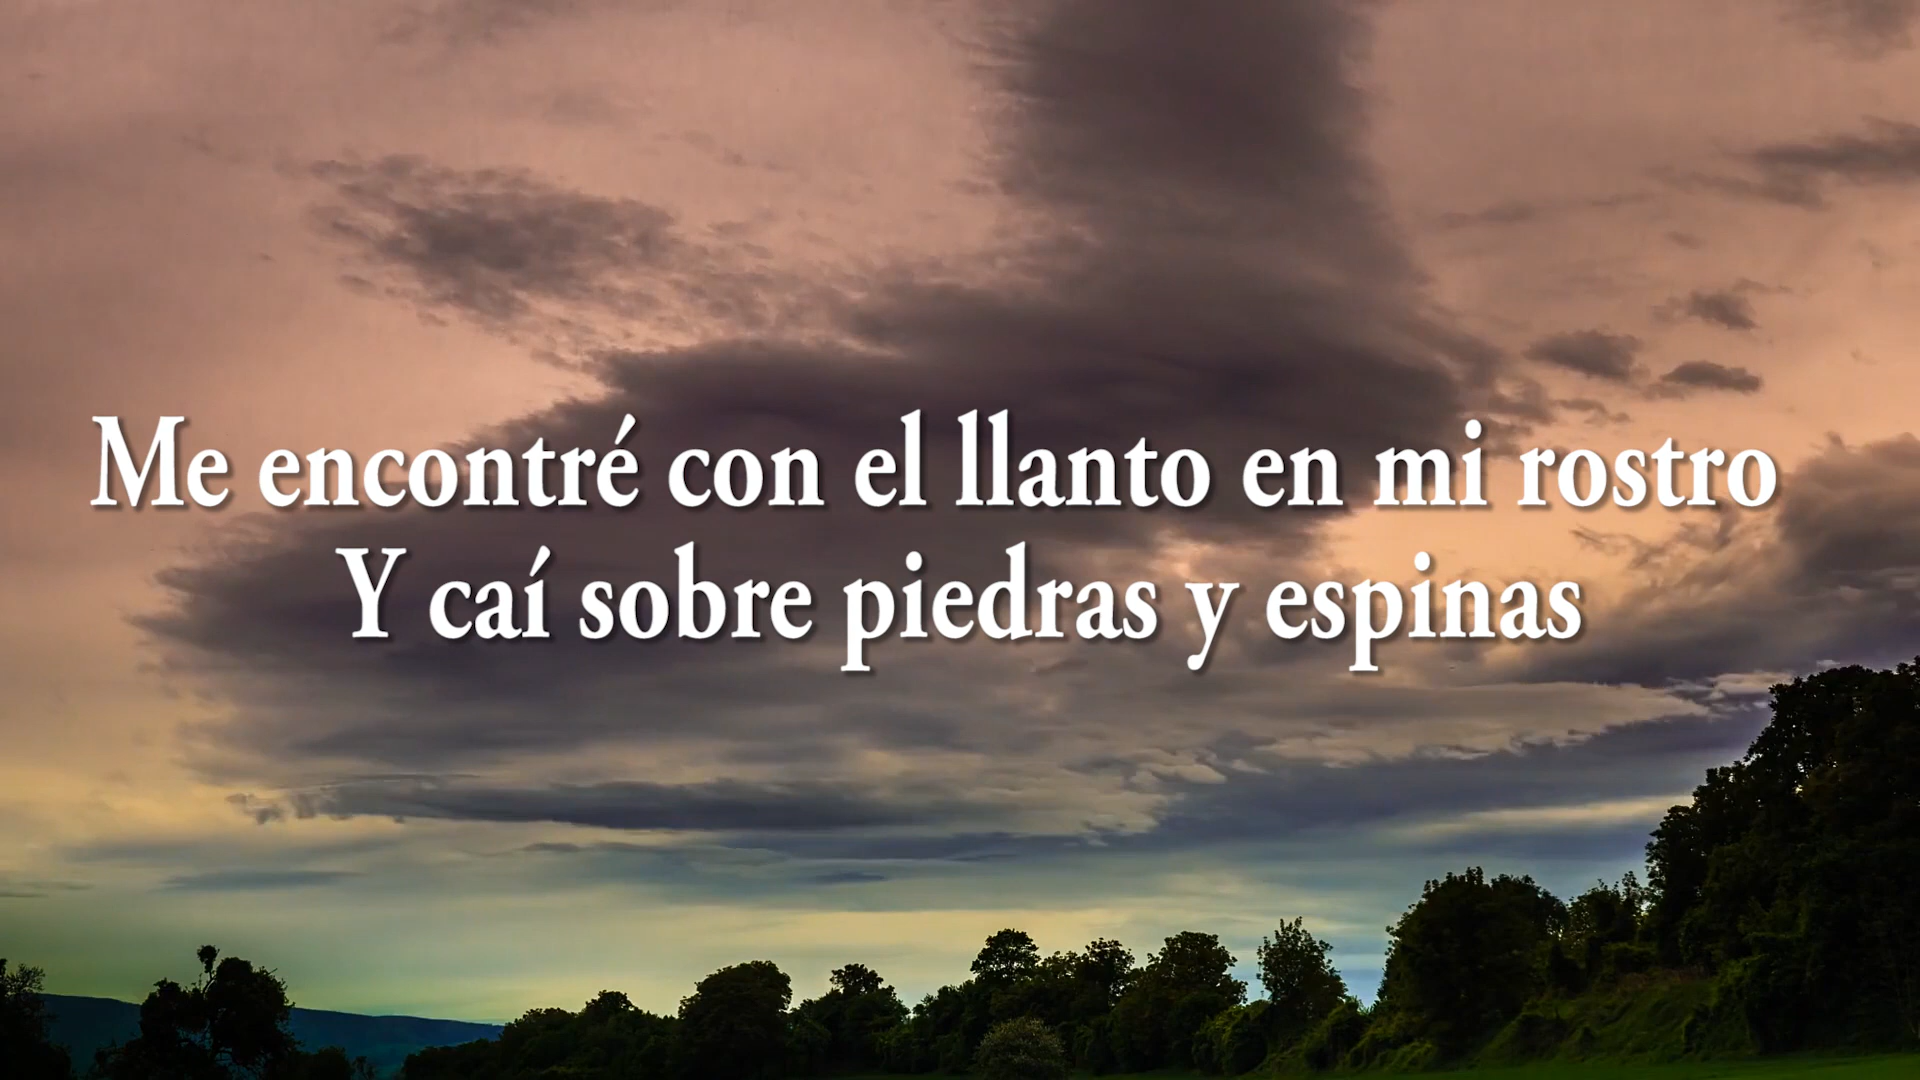 Me encontré con el llanto en mi rostro
Y caí sobre piedras y espinas